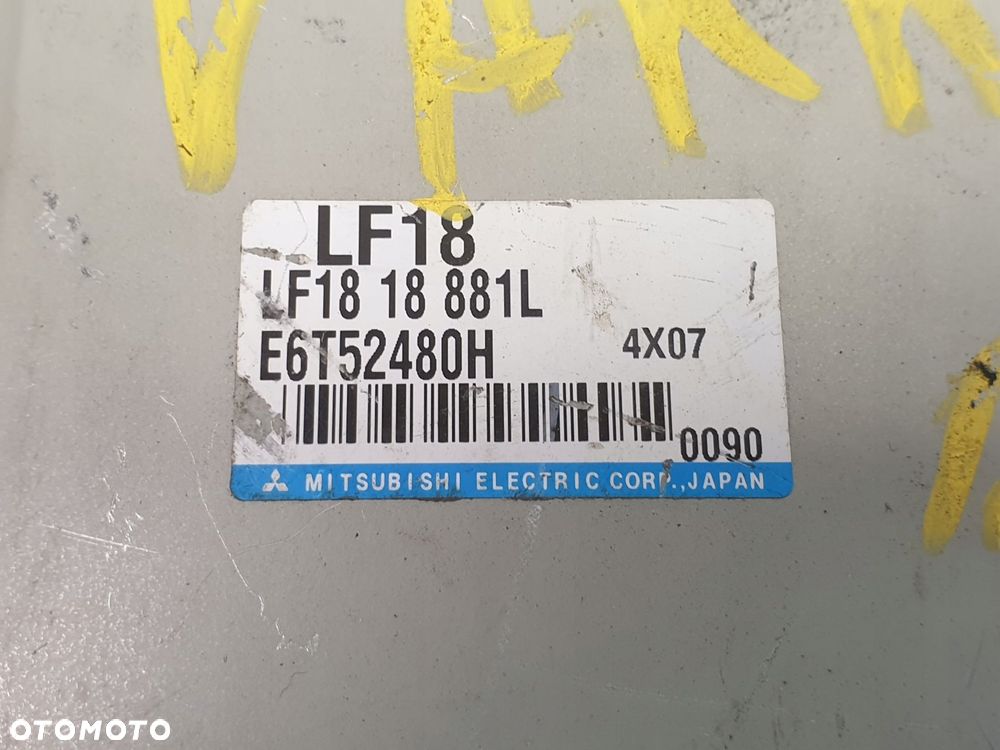 LF18
LF18 18 881L
E6T52480H 4X07
0090
MITSUBISHI ELECTRIC CORP.,JAPAN
OTOMOTO